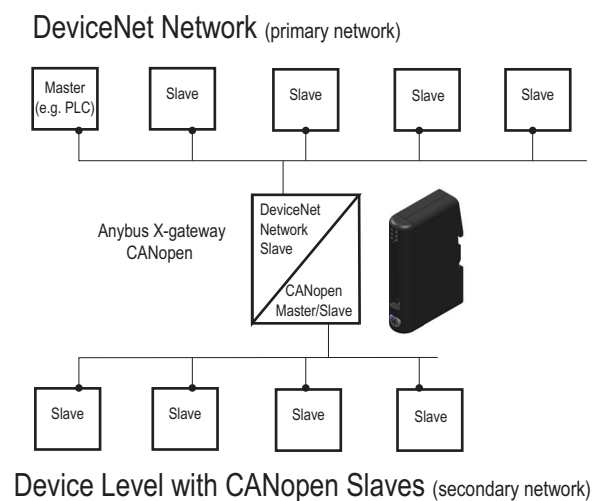 DeviceNet Network (primary network)
Master
(e.g. PLC)
Slave
Slave
Slave
Slave
Anybus X-gateway
CANopen
DeviceNet
Network
Slave
CANopen
Master/Slave
Slave
Slave
Slave
Slave
Device Level with CANopen Slaves (secondary network)